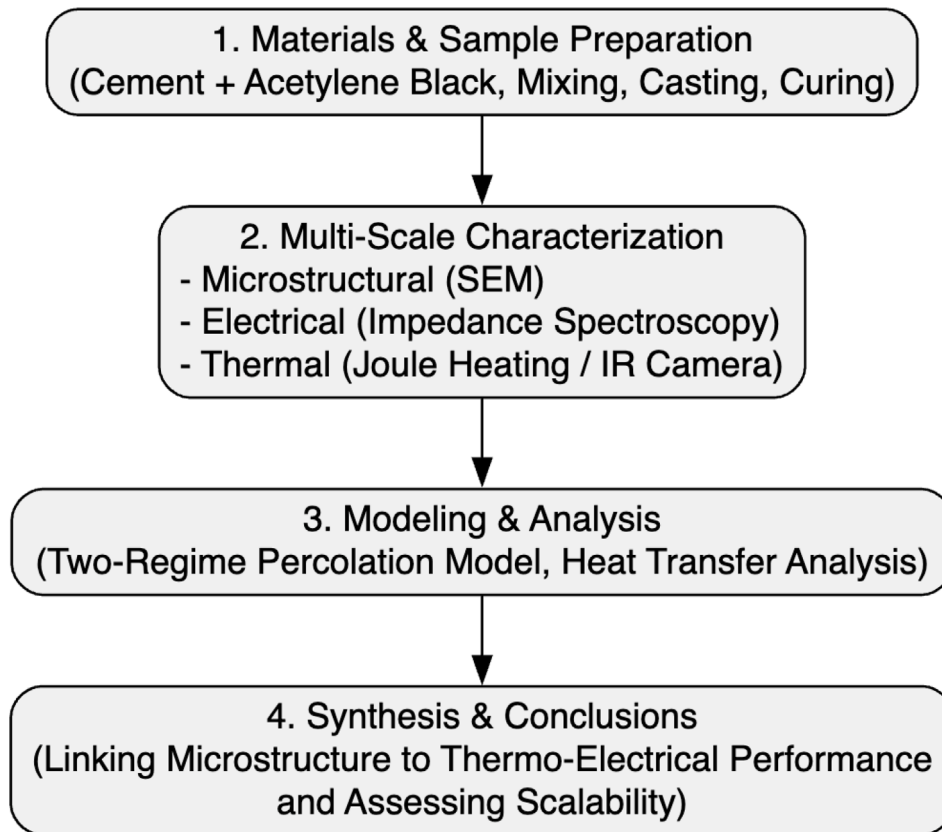 1. Materials & Sample Preparation
(Cement + Acetylene Black, Mixing, Casting, Curing)
2. Multi-Scale Characterization
- Microstructural (SEM)
- Electrical (Impedance Spectroscopy)
- Thermal (Joule Heating / IR Camera)
3. Modeling & Analysis
(Two-Regime Percolation Model, Heat Transfer Analysis)
4. Synthesis & Conclusions
(Linking Microstructure to Thermo-Electrical Performance
and Assessing Scalability)